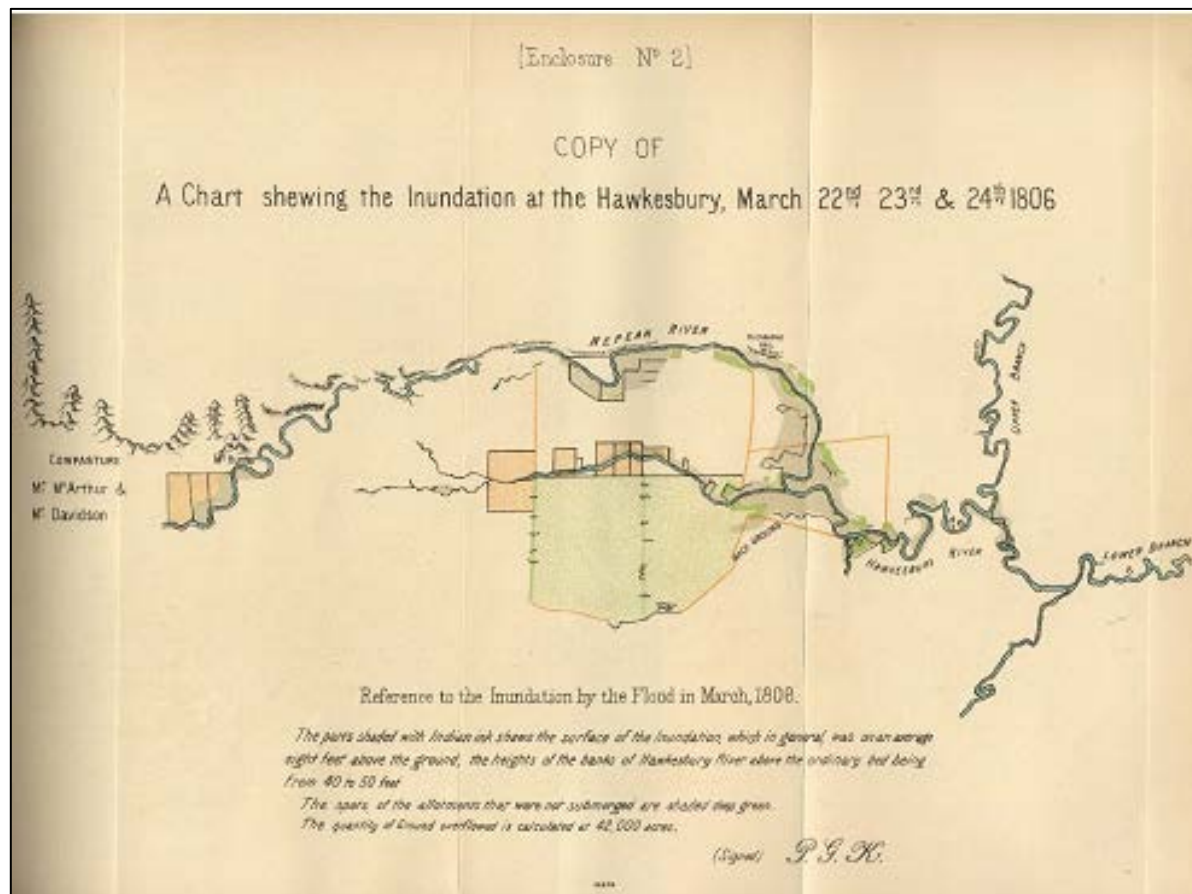 [Enclosure Nº 2]
COPY OF
A Chart shewing the Inundation at the Hawkesbury, March 22nd 23rd & 24th 1806
NEPEAN RIVER
UPPER BRANCH
COWPASTURE
Mr McArthur &
Mr Davidson
BACK GROUND
HAWKESBURY RIVER
LOWER BRANCH
Reference to the Inundation by the Flood in March, 1806.
The parts shaded with Indian ink shews the surface of the Inundation, which in general, was on an average
eight feet above the ground, the heights of the banks of Hawkesbury River above the ordinary bed being
from 40 to 50 feet
The spots of the allotments that were not submerged are shaded deep green.
The quantity of Ground overflowed is calculated at 42,000 acres.
(Signed) P. G. K.